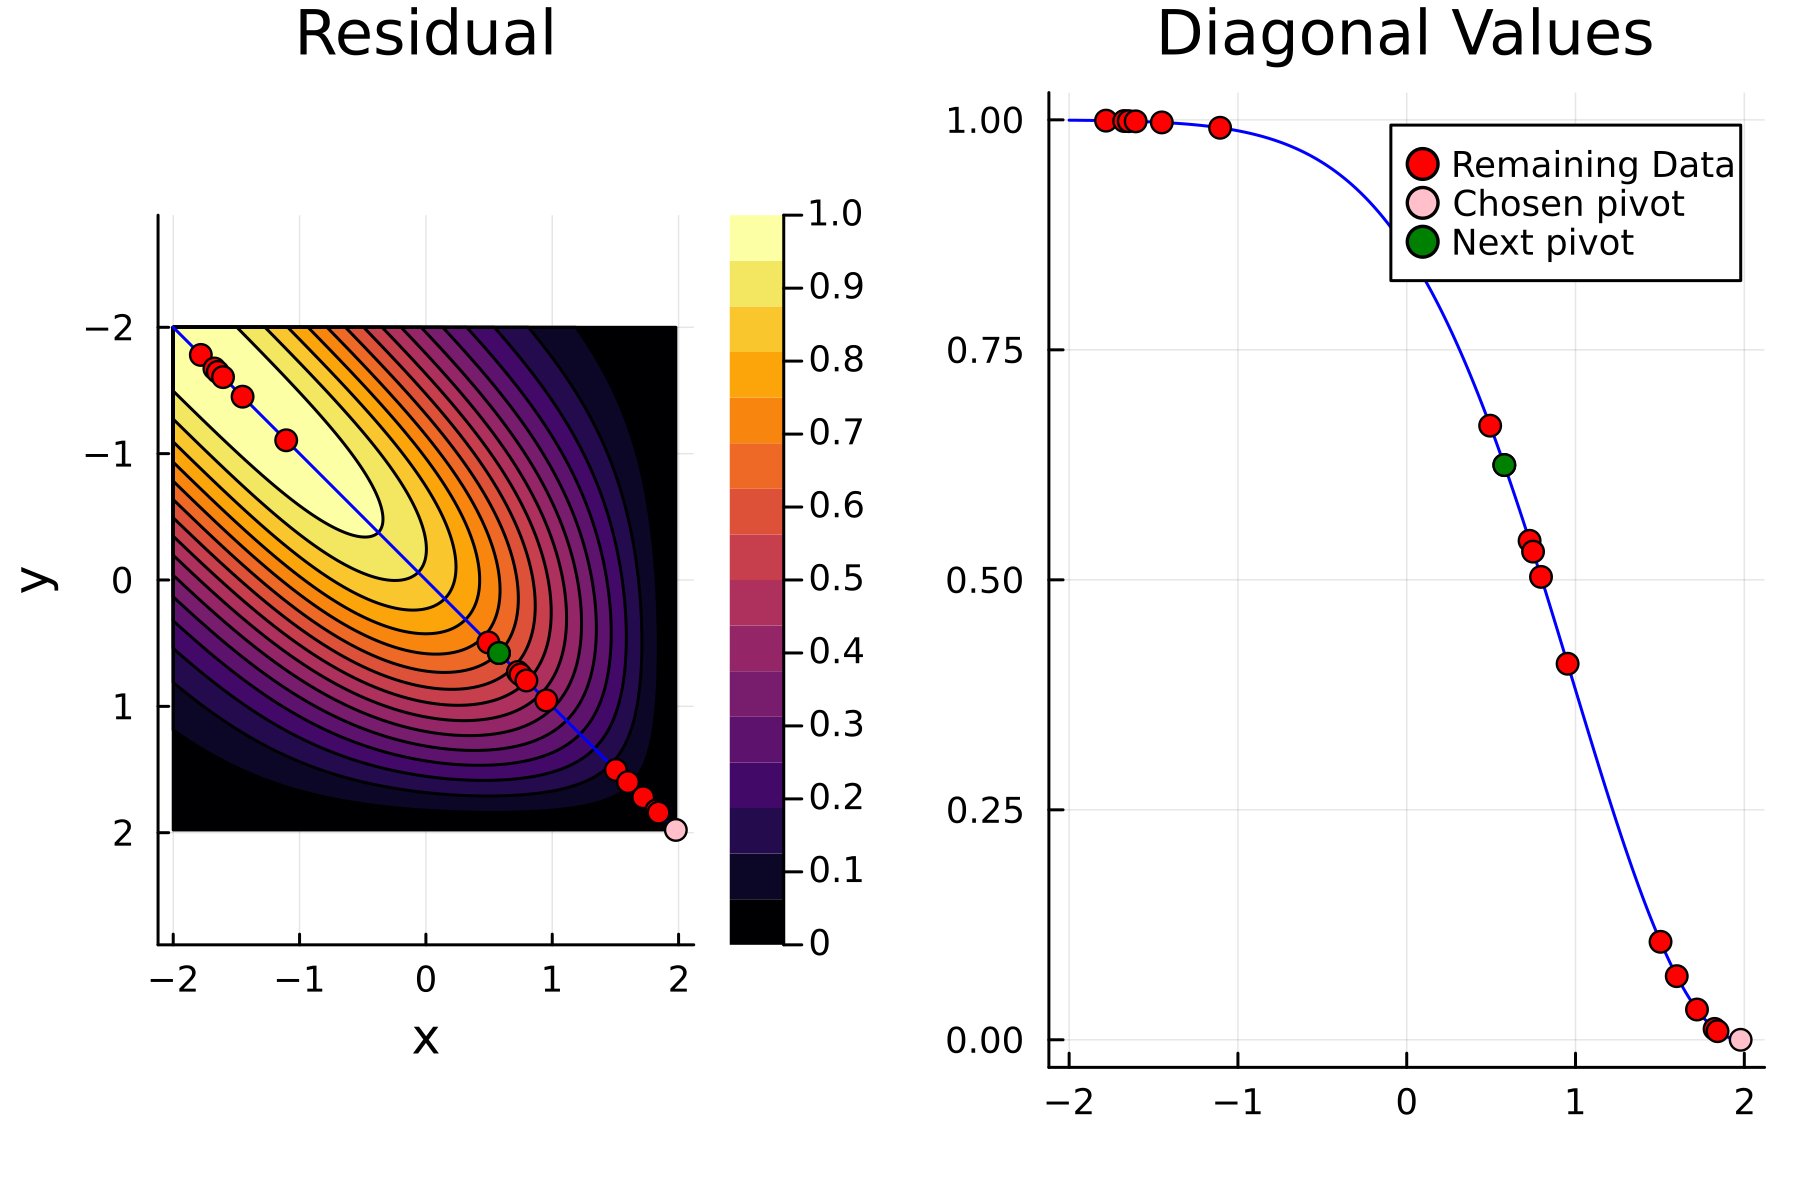 Residual
−2
−1
0
1
2
y
−2 −1 0 1 2
x
1.0
0.9
0.8
0.7
0.6
0.5
0.4
0.3
0.2
0.1
0
Diagonal Values
1.00
0.75
0.50
0.25
0.00
−2 −1 0 1 2
Remaining Data
Chosen pivot
Next pivot